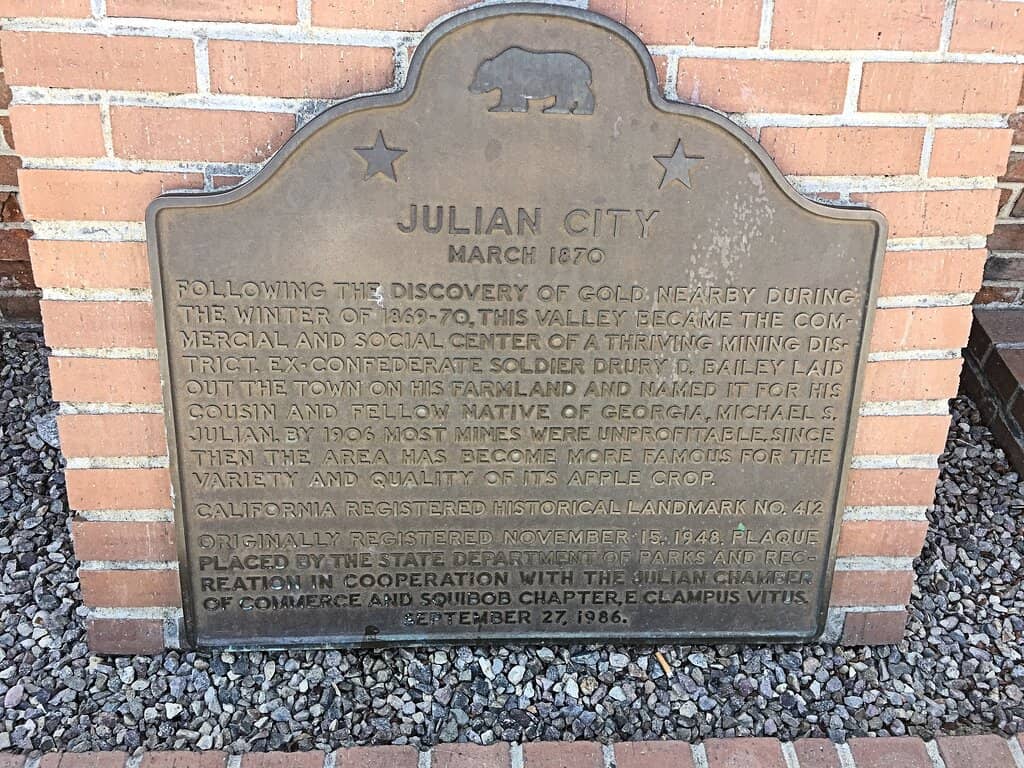 JULIAN CITY
MARCH 1870
FOLLOWING THE DISCOVERY OF GOLD NEARBY DURING
THE WINTER OF 1869-70, THIS VALLEY BECAME THE COM-
MERCIAL AND SOCIAL CENTER OF A THRIVING MINING DIS-
TRICT. EX-CONFEDERATE SOLDIER DRURY D. BAILEY LAID
OUT THE TOWN ON HIS FARMLAND AND NAMED IT FOR HIS
COUSIN AND FELLOW NATIVE OF GEORGIA, MICHAEL S.
JULIAN. BY 1906 MOST MINES WERE UNPROFITABLE. SINCE
THEN THE AREA HAS BECOME MORE FAMOUS FOR THE
VARIETY AND QUALITY OF ITS APPLE CROP.
CALIFORNIA REGISTERED HISTORICAL LANDMARK NO. 412
ORIGINALLY REGISTERED NOVEMBER 15, 1948. PLAQUE
PLACED BY THE STATE DEPARTMENT OF PARKS AND REC-
REATION IN COOPERATION WITH THE JULIAN CHAMBER
OF COMMERCE AND SQUIBOB CHAPTER, E CLAMPUS VITUS,
SEPTEMBER 27, 1986.